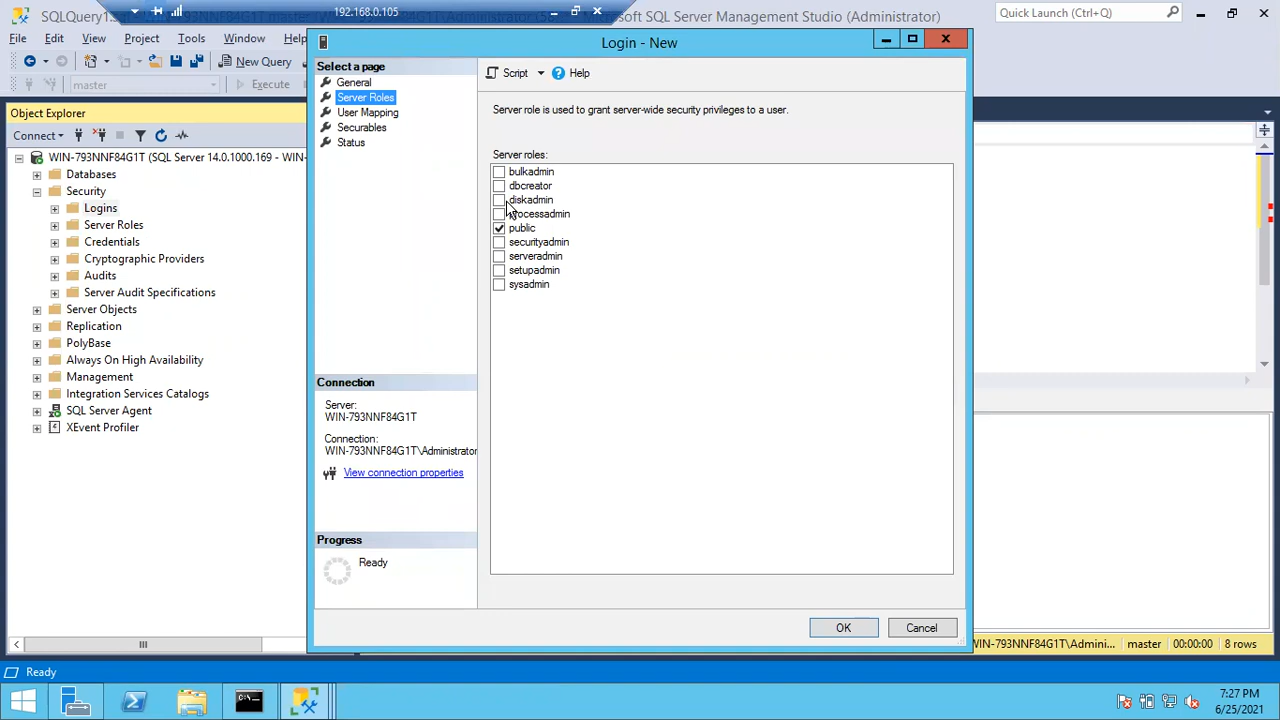 SQLQuery1.
192.168.0.105
soft SQL Server Management Studio (Administrator)
Quick Launch (Ctrl+Q)
File Edit View Project Tools Window Help
New Query
master
Execute
Object Explorer
Connect
WIN-793NNF84G1T (SQL Server 14.0.1000.169 - WIN-
Databases
Security
Logins
Server Roles
Credentials
Cryptographic Providers
Audits
Server Audit Specifications
Server Objects
Replication
PolyBase
Always On High Availability
Management
Integration Services Catalogs
SQL Server Agent
XEvent Profiler
Login - New
Select a page
General
Server Roles
User Mapping
Securables
Status
Script
Help
Server role is used to grant server-wide security privileges to a user.
Server roles:
bulkadmin
dbcreator
diskadmin
processadmin
public
securityadmin
serveradmin
setupadmin
sysadmin
Connection
Server:
WIN-793NNF84G1T
Connection:
WIN-793NNF84G1T\Administrator
View connection properties
Progress
Ready
OK
Cancel
WIN-793NNF84G1T\Admini... master 00:00:00 8 rows
Ready
7:27 PM
6/25/2021